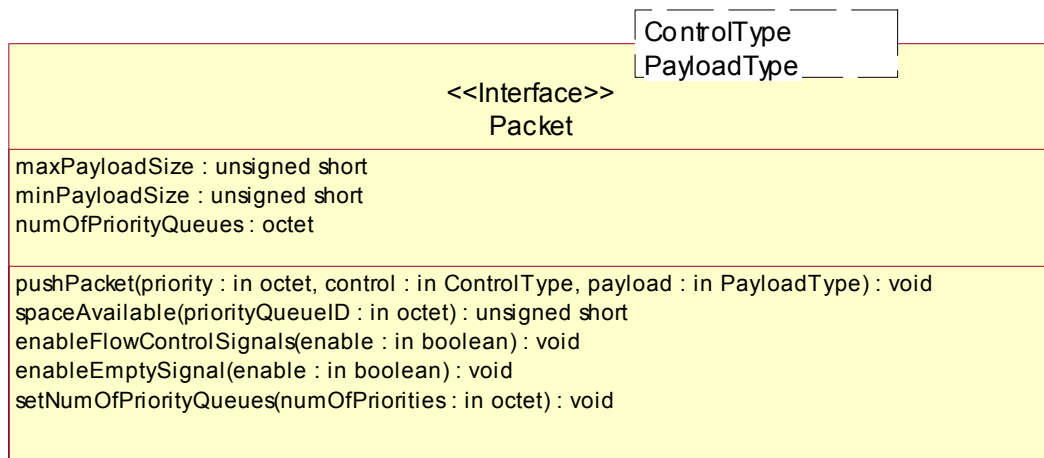 ControlType
PayloadType
<<Interface>>
Packet
maxPayloadSize : unsigned short
minPayloadSize : unsigned short
numOfPriorityQueues : octet
pushPacket(priority : in octet, control : in ControlType, payload : in PayloadType) : void
spaceAvailable(priorityQueueID : in octet) : unsigned short
enableFlowControlSignals(enable : in boolean) : void
enableEmptySignal(enable : in boolean) : void
setNumOfPriorityQueues(numOfPriorities : in octet) : void